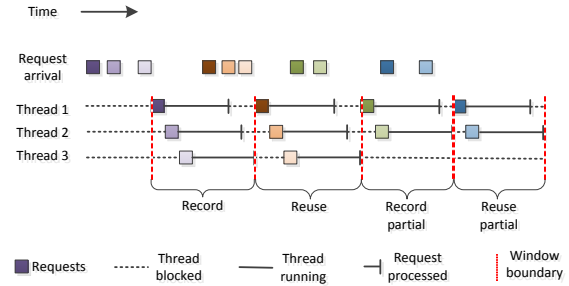 Time
Request
arrival
Thread 1
Thread 2
Thread 3
Record
Reuse
Record
partial
Reuse
partial
Requests
Thread
blocked
Thread
running
Request
processed
Window
boundary